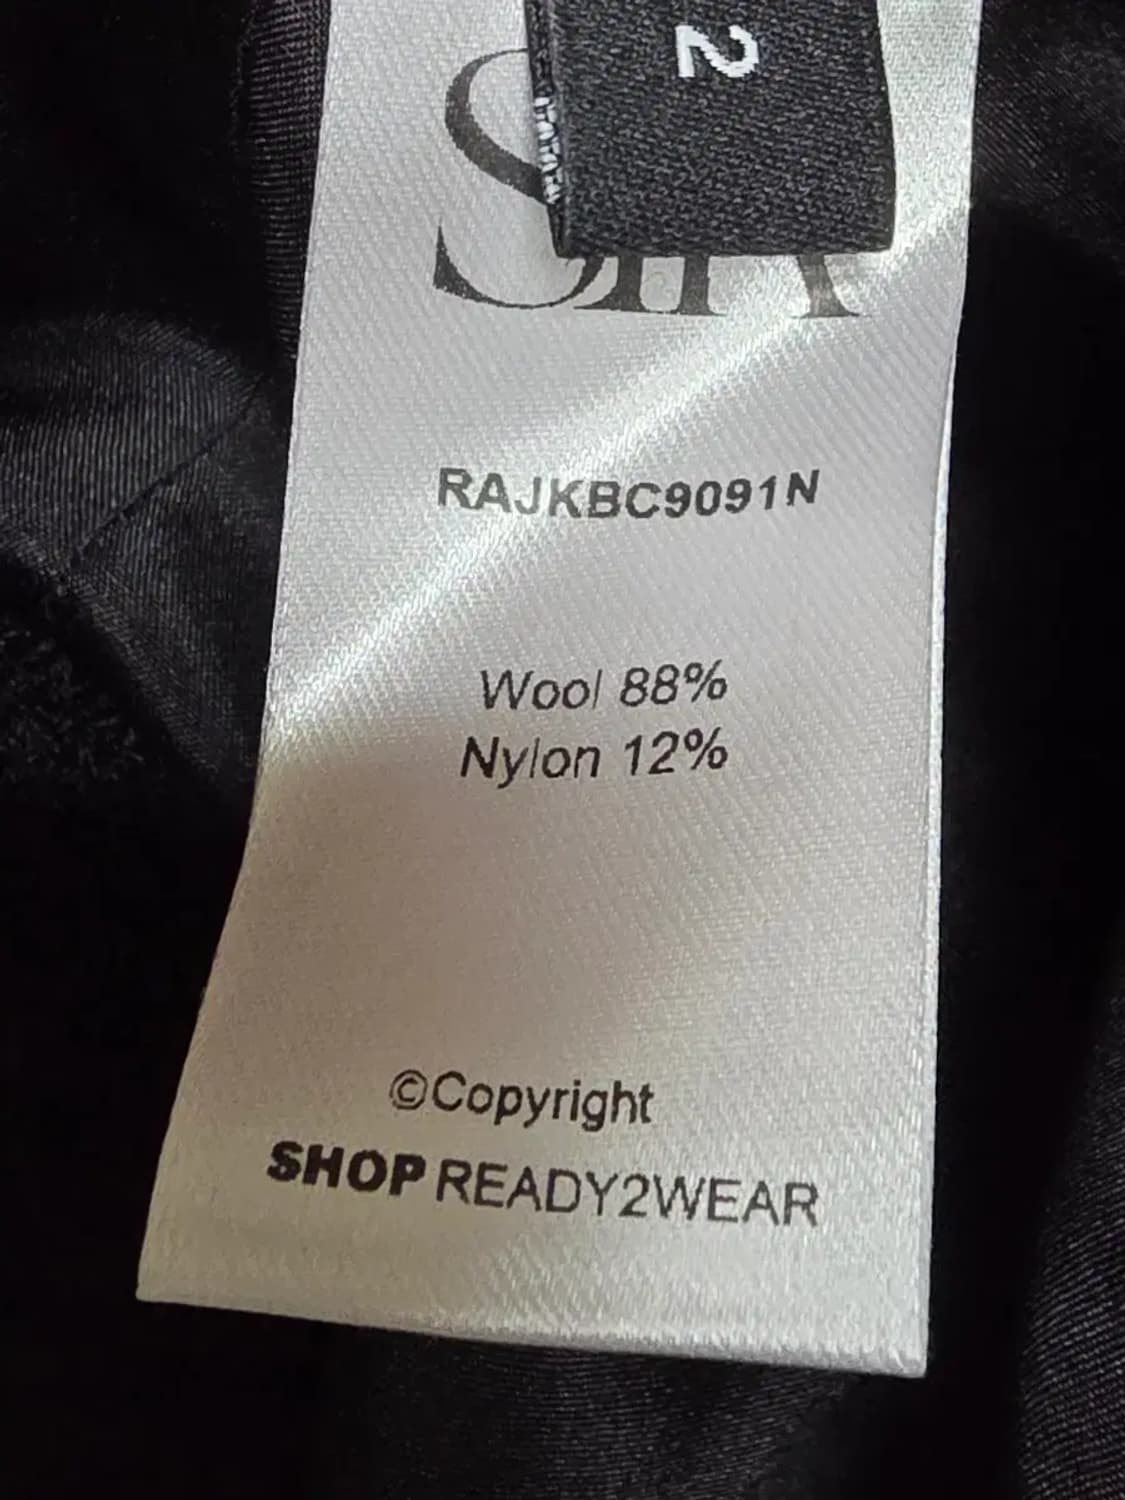 2
RAJKBC9091N
Wool 88%
Nylon 12%
©Copyright
SHOP READY2WEAR